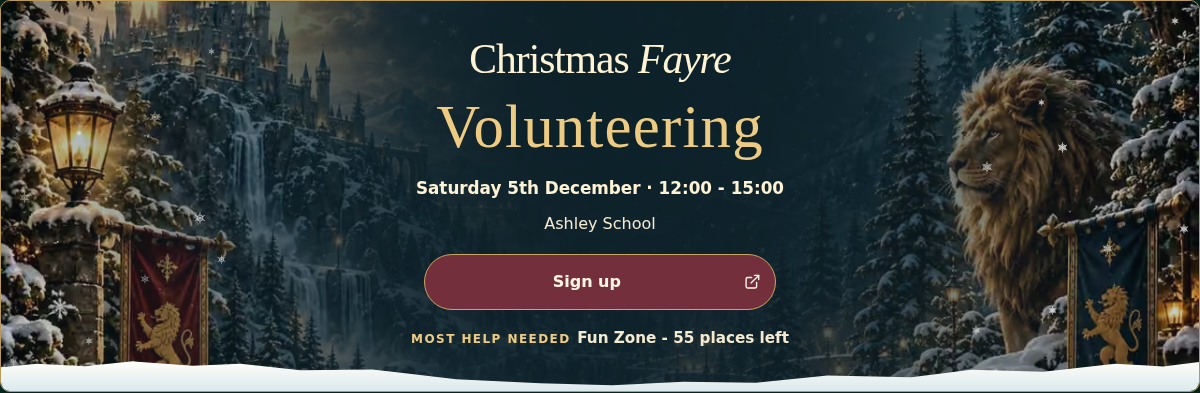 Christmas Fayre
Volunteering
Saturday 5th December · 12:00 - 15:00
Ashley School
Sign up
MOST HELP NEEDED Fun Zone - 55 places left